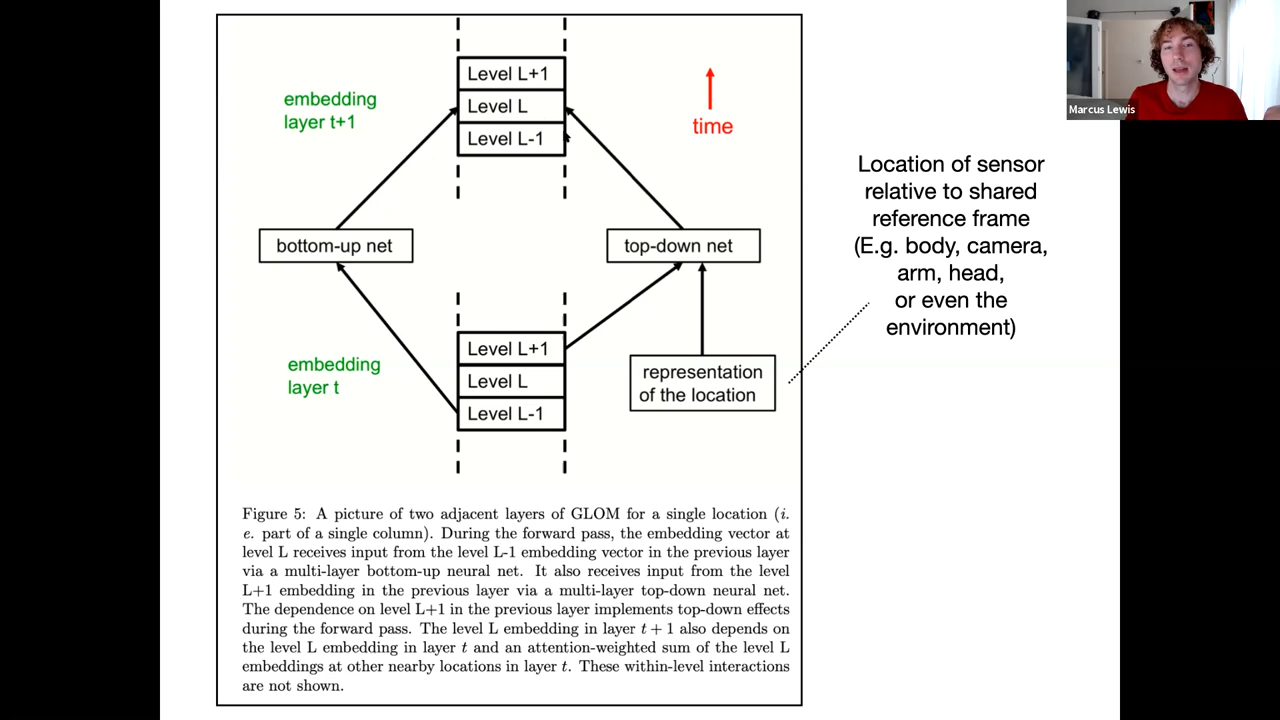 Level L+1
Level L
Level L-1
embedding
layer t+1
time
bottom-up net
top-down net
Level L+1
Level L
Level L-1
embedding
layer t
representation
of the location
Figure 5: A picture of two adjacent layers of GLOM for a single location (i.
e. part of a single column). During the forward pass, the embedding vector at
level L receives input from the level L-1 embedding vector in the previous layer
via a multi-layer bottom-up neural net. It also receives input from the level
L+1 embedding in the previous layer via a multi-layer top-down neural net.
The dependence on level L+1 in the previous layer implements top-down effects
during the forward pass. The level L embedding in layer t + 1 also depends on
the level L embedding in layer t and an attention-weighted sum of the level L
embeddings at other nearby locations in layer t. These within-level interactions
are not shown.
Location of sensor
relative to shared
reference frame
(E.g. body, camera,
arm, head,
or even the
environment)
Marcus Lewis